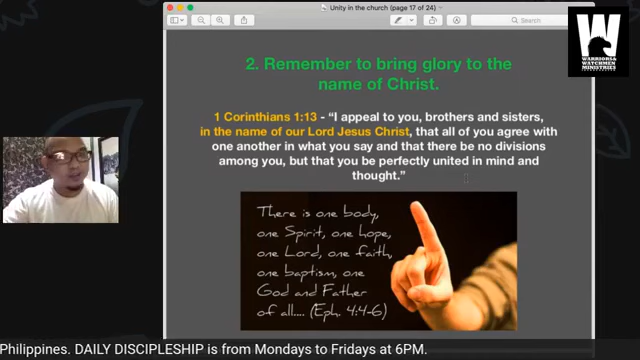 Unity in the church (page 17 of 24)
Search
2. Remember to bring glory to the
name of Christ.
1 Corinthians 1:13 - “I appeal to you, brothers and sisters,
in the name of our Lord Jesus Christ, that all of you agree with
one another in what you say and that there be no divisions
among you, but that you be perfectly united in mind and
thought.”
There is one body,
one Spirit, one hope,
one Lord, one faith,
one baptism, one
God and Father
of all.... (Eph. 4:4-6)
WARRIORS &
WATCHMEN
MINISTRIES
Philippines. DAILY DISCIPLESHIP is from Mondays to Fridays at 6PM.